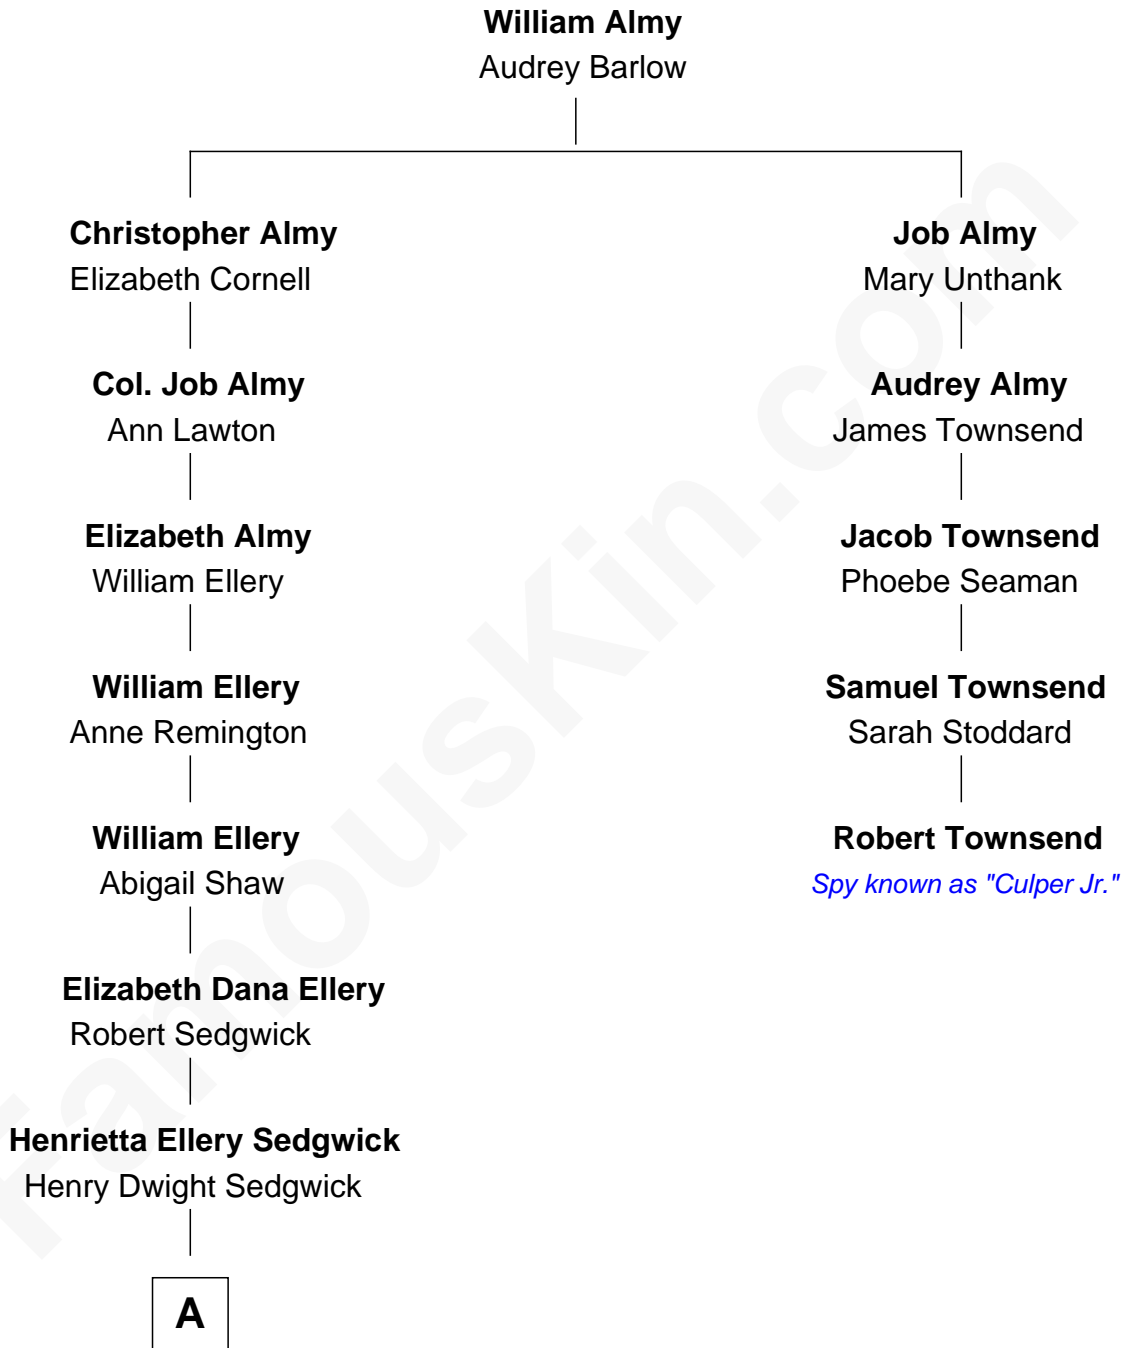 William Almy
Audrey Barlow
Christopher Almy
Elizabeth Cornell
Job Almy
Mary Unthank
Col. Job Almy
Ann Lawton
Audrey Almy
James Townsend
Elizabeth Almy
William Ellery
Jacob Townsend
Phoebe Seaman
William Ellery
Anne Remington
Samuel Townsend
Sarah Stoddard
William Ellery
Abigail Shaw
Robert Townsend
Spy known as "Culper Jr."
Elizabeth Dana Ellery
Robert Sedgwick
Henrietta Ellery Sedgwick
Henry Dwight Sedgwick
A
famouskin.com